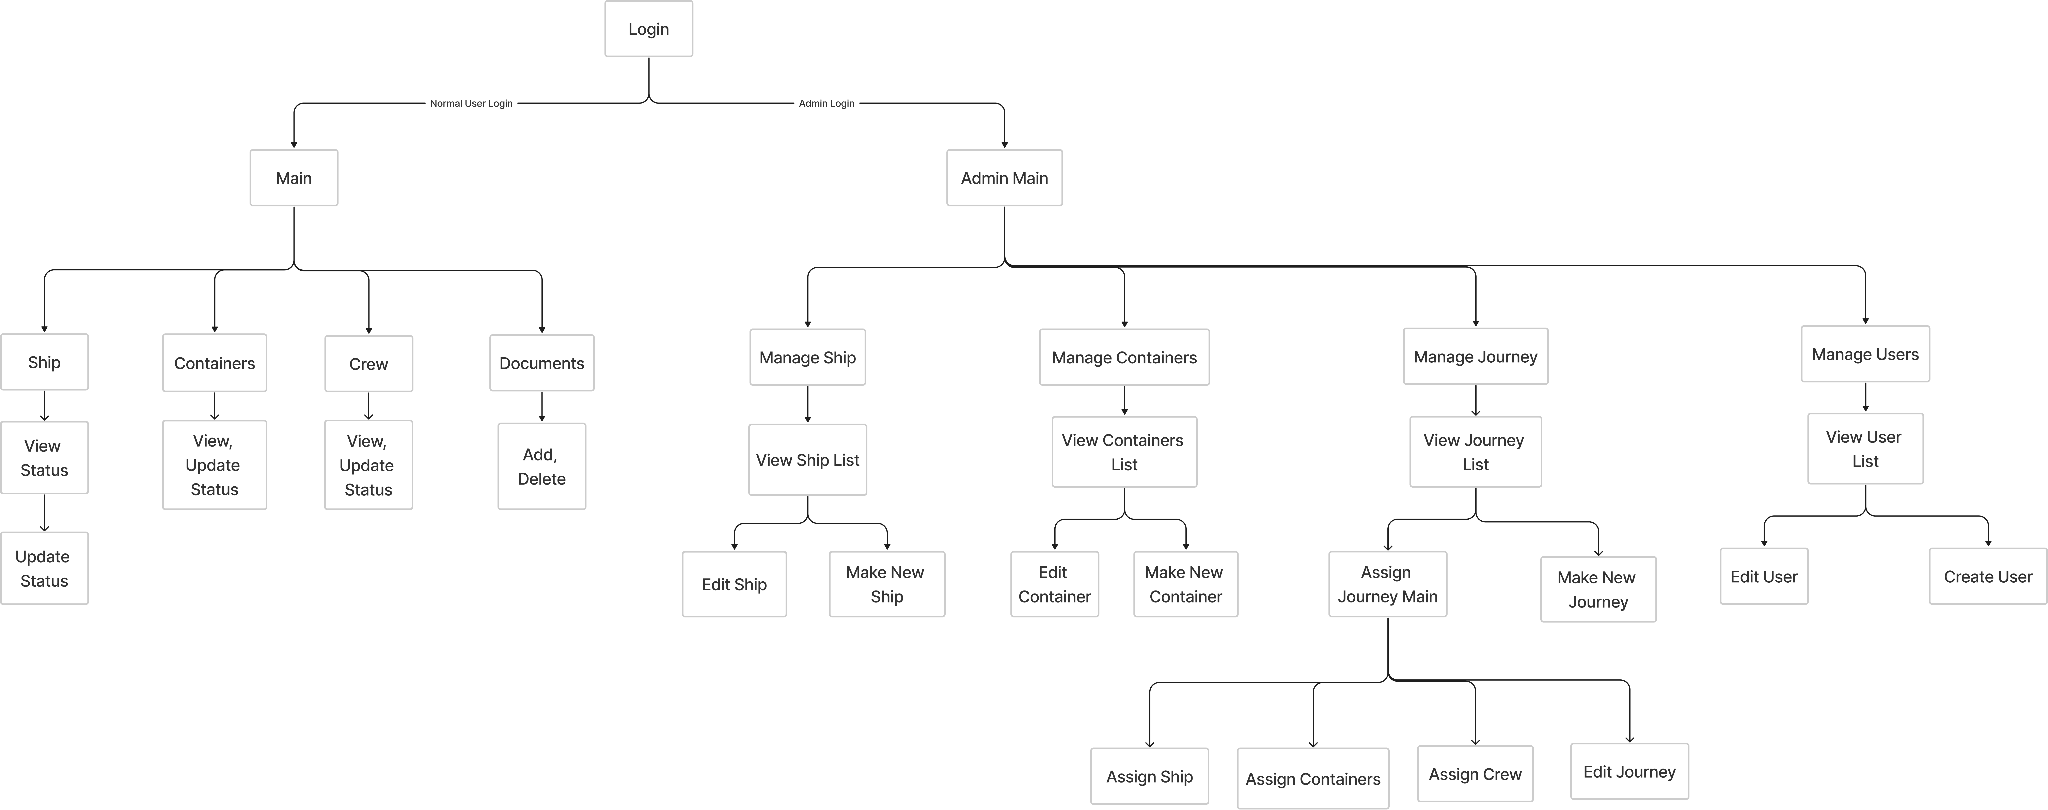 Login
Normal User Login
Admin Login
Main
Admin Main
Ship
Containers
Crew
Documents
Manage Ship
Manage Containers
Manage Journey
Manage Users
View
Status
View,
Update
Status
View,
Update
Status
Add,
Delete
View Ship List
View Containers
List
View Journey
List
View User
List
Update
Status
Edit Ship
Make New
Ship
Edit
Container
Make New
Container
Assign
Journey Main
Make New
Journey
Edit User
Create User
Assign Ship
Assign Containers
Assign Crew
Edit Journey